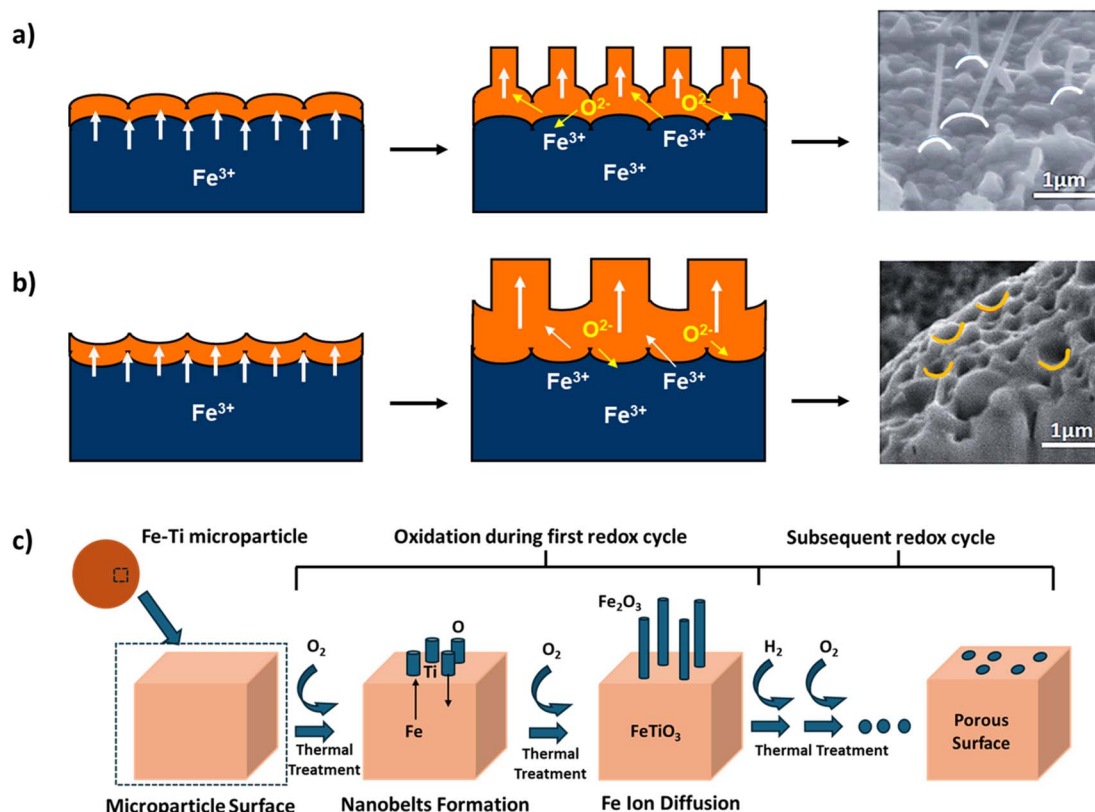 a)
O²⁻
O²⁻
Fe³⁺
Fe³⁺
Fe³⁺
Fe³⁺
1μm
b)
O²⁻
O²⁻
Fe³⁺
Fe³⁺
Fe³⁺
Fe³⁺
1μm
c)
Fe-Ti microparticle
Oxidation during first redox cycle
Subsequent redox cycle
O₂
O
Ti
Fe
O₂
Fe₂O₃
FeTiO₃
H₂
O₂
Porous
Surface
Thermal
Treatment
Thermal
Treatment
Thermal Treatment
Microparticle Surface
Nanobelts Formation
Fe Ion Diffusion